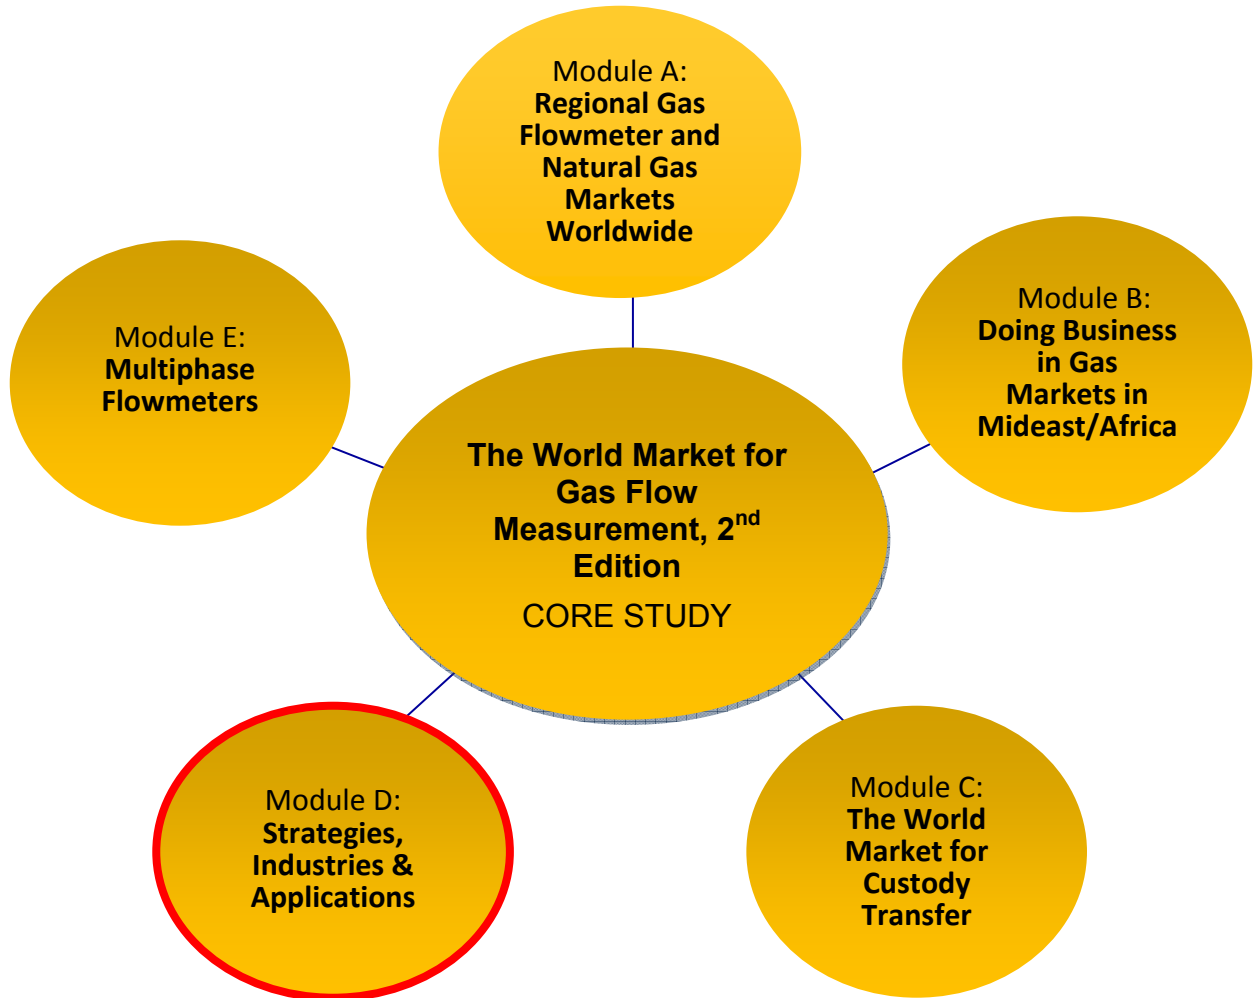 Module A:
Regional Gas
Flowmeter and
Natural Gas
Markets
Worldwide
Module B:
Doing Business
in Gas
Markets in
Mideast/Africa
Module E:
Multiphase
Flowmeters
The World Market for
Gas Flow
Measurement, 2nd
Edition
CORE STUDY
Module D:
Strategies,
Industries &
Applications
Module C:
The World
Market for
Custody
Transfer